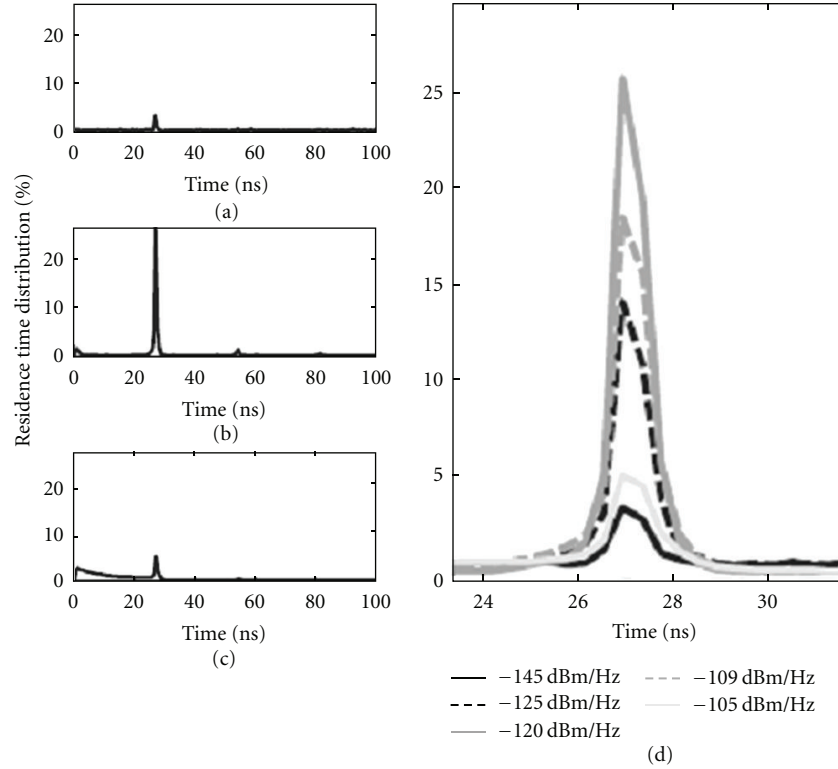 Residence time distribution (%)
20
10
0
0 20 40 60 80 100
Time (ns)
(a)
20
10
0
0 20 40 60 80 100
Time (ns)
(b)
20
10
0
0 20 40 60 80 100
Time (ns)
(c)
25
20
15
10
5
0
24 26 28 30
Time (ns)
−145 dBm/Hz
−125 dBm/Hz
−120 dBm/Hz
−109 dBm/Hz
−105 dBm/Hz
(d)